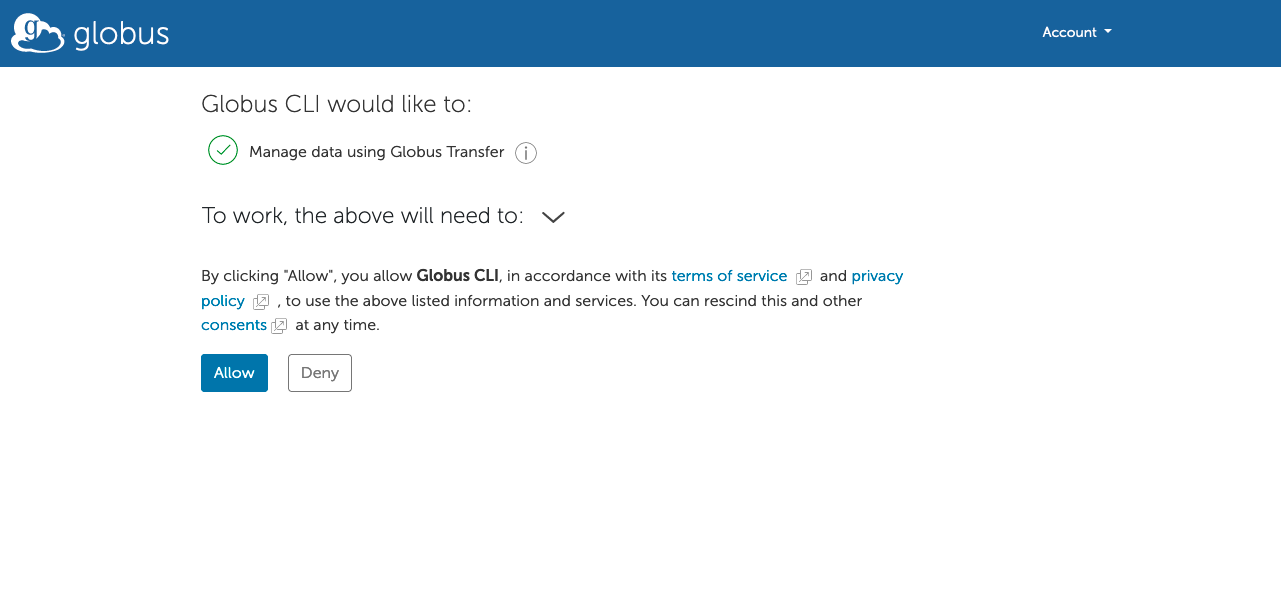 globus
Account
Globus CLI would like to:
Manage data using Globus Transfer
To work, the above will need to:
By clicking "Allow", you allow Globus CLI, in accordance with its terms of service and privacy
policy , to use the above listed information and services. You can rescind this and other
consents at any time.
Allow Deny